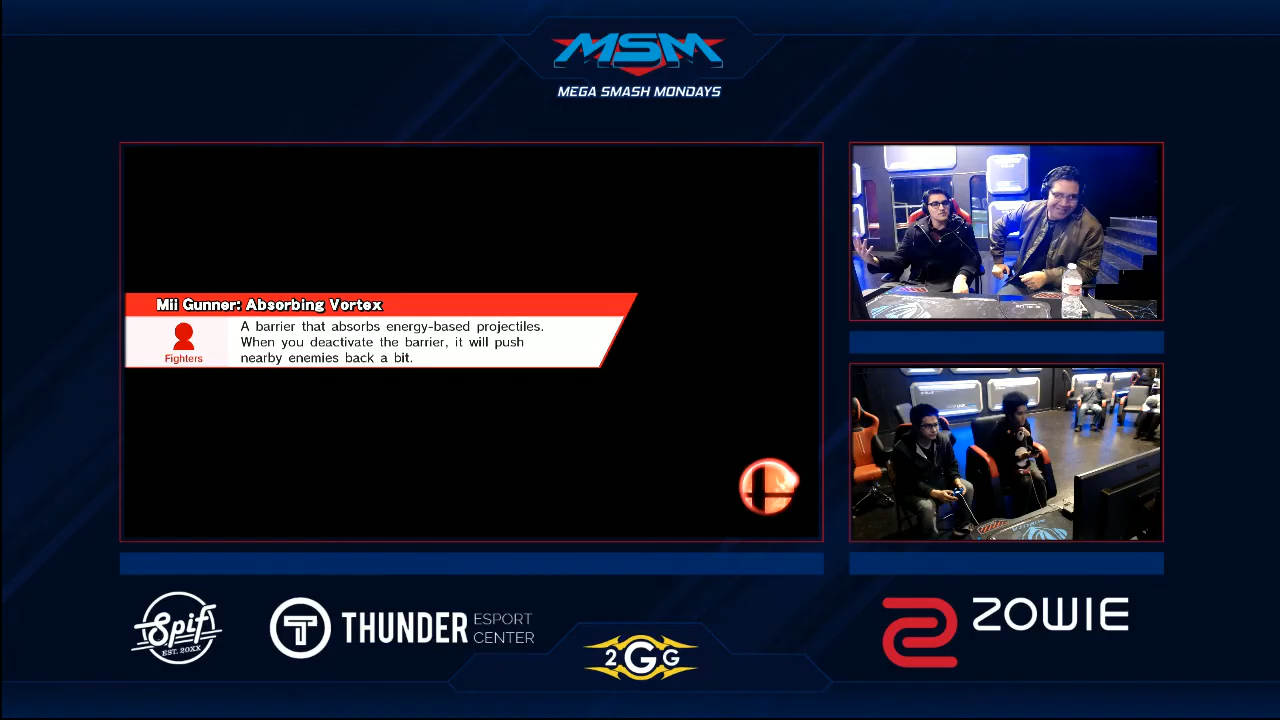 MSM
MEGA SMASH MONDAYS
Mii Gunner: Absorbing Vortex
Fighters
A barrier that absorbs energy-based projectiles.
When you deactivate the barrier, it will push
nearby enemies back a bit.
Spif
EST. 20XX
T THUNDER ESPORT
CENTER
2GG
ZOWIE